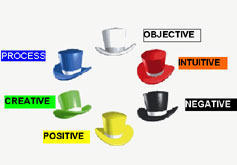 OBJECTIVE
PROCESS
INTUITIVE
CREATIVE
NEGATIVE
POSITIVE